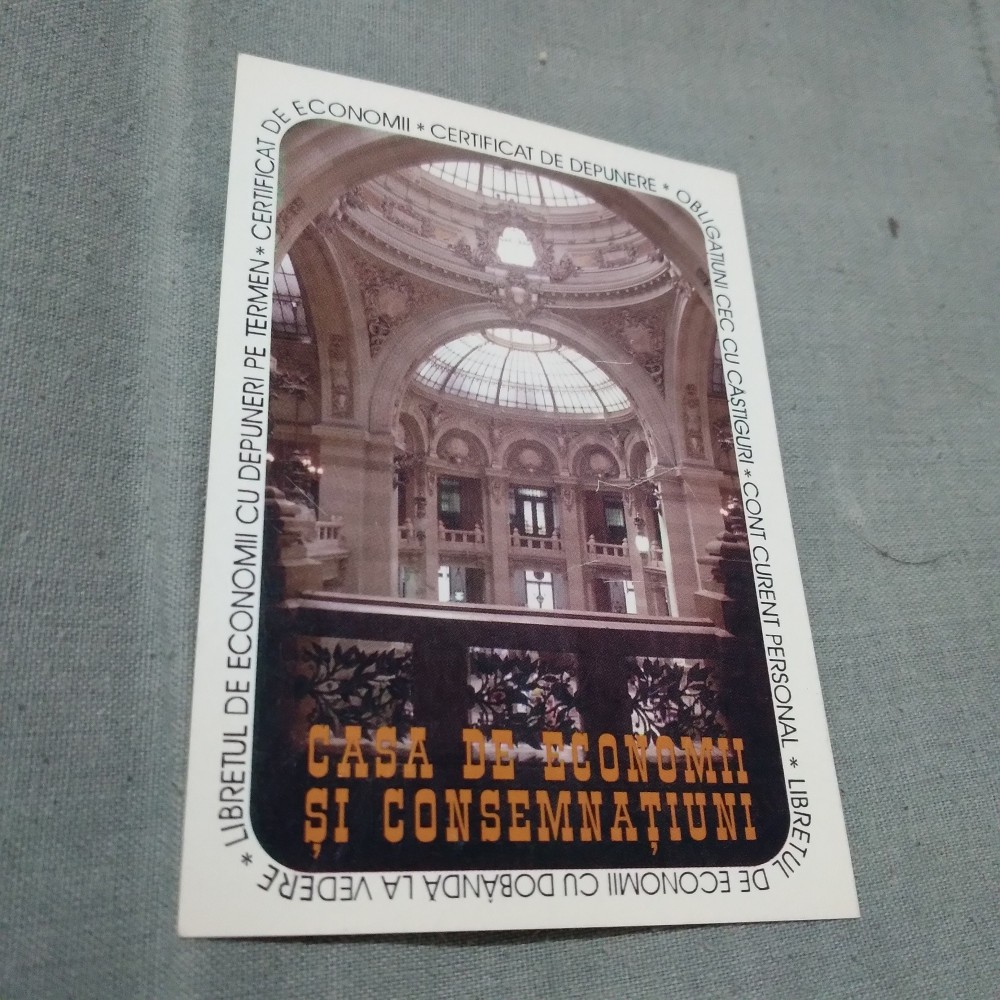 LIBRETUL DE ECONOMII CU DEPUNERI PE TERMEN * CERTIFICAT DE ECONOMII * CERTIFICAT DE DEPUNERE * OBLIGAȚIUNI CEC CU CÂȘTIGURI * CONT CURENT PERSONAL * LIBRETUL DE ECONOMII CU DOBÂNDĂ LA VEDERE *
CASA DE ECONOMII
ȘI CONSEMNAȚIUNI